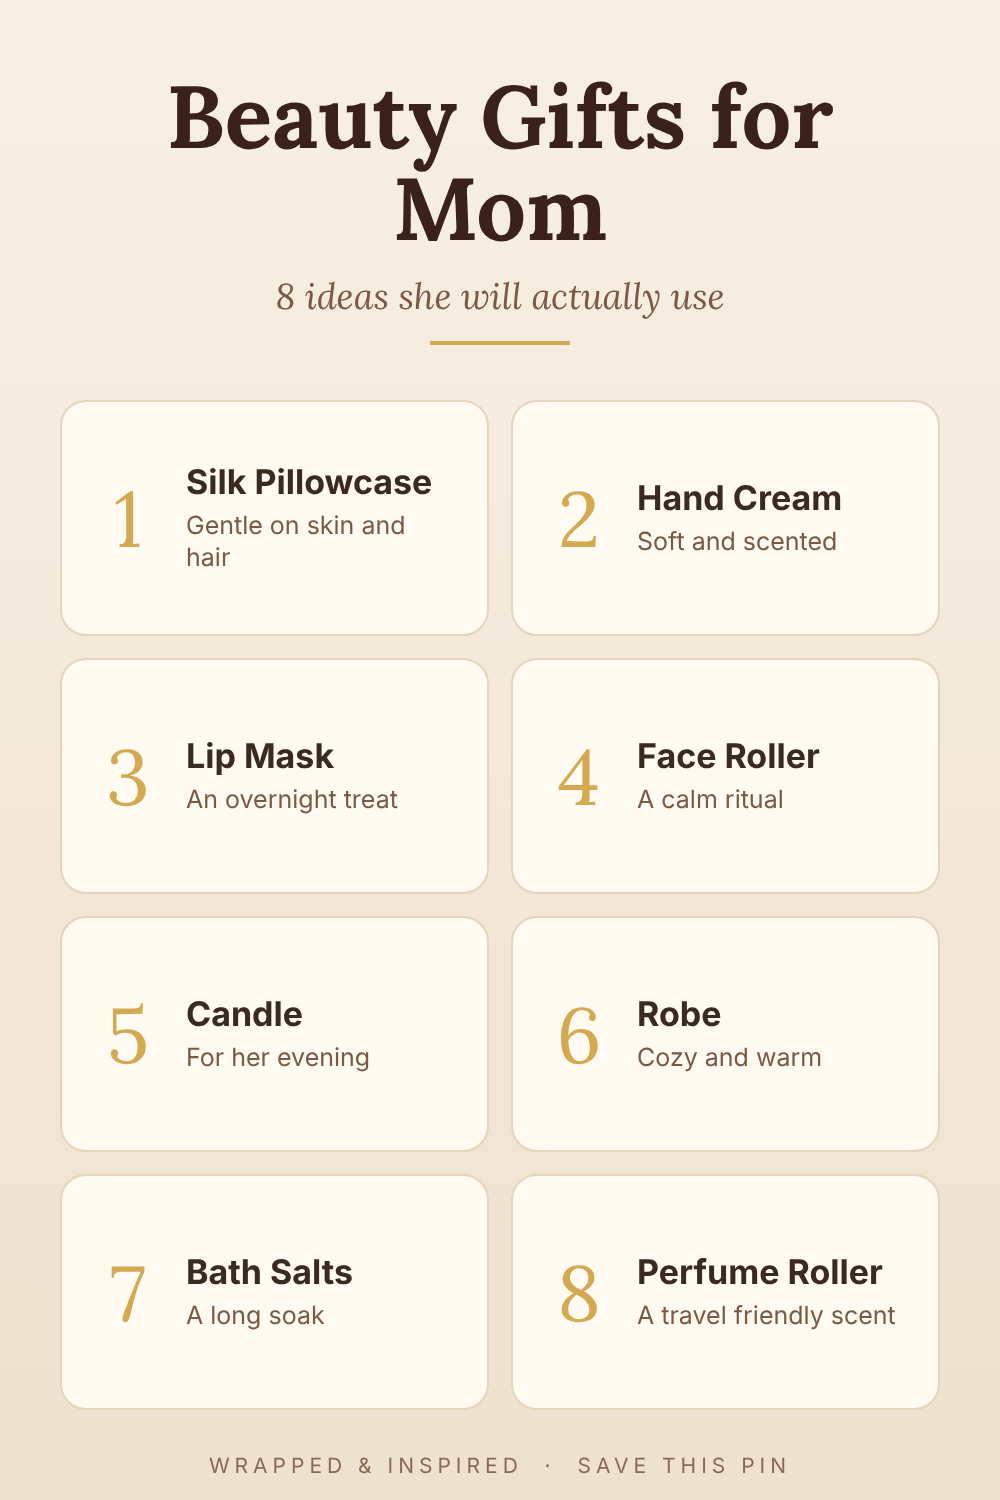 Beauty Gifts for
Mom
8 ideas she will actually use
1
Silk Pillowcase
Gentle on skin and
hair
2
Hand Cream
Soft and scented
3
Lip Mask
An overnight treat
4
Face Roller
A calm ritual
5
Candle
For her evening
6
Robe
Cozy and warm
7
Bath Salts
A long soak
8
Perfume Roller
A travel friendly scent
WRAPPED & INSPIRED · SAVE THIS PIN